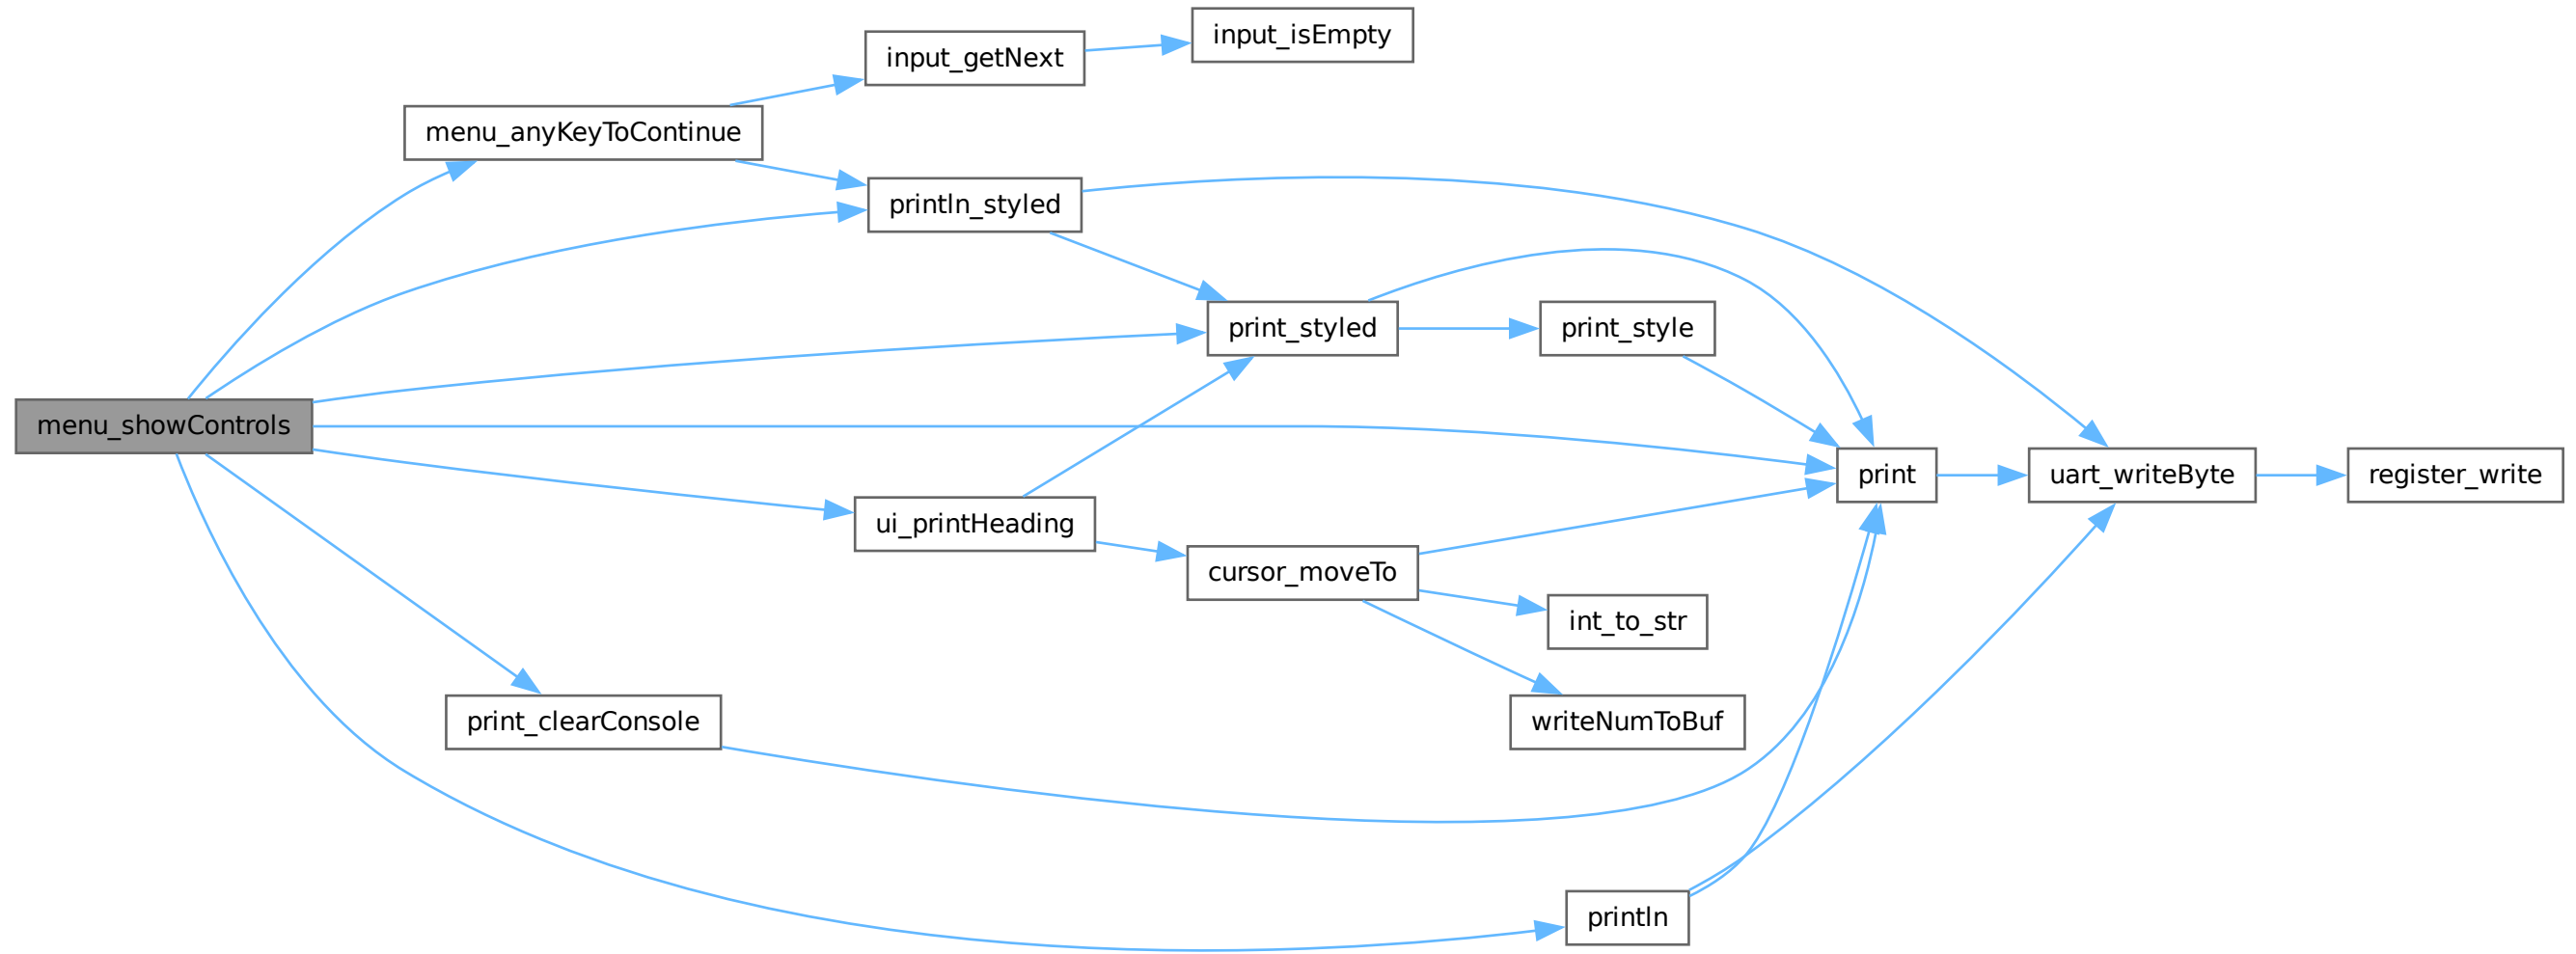 input_isEmpty
input_getNext
menu_anyKeyToContinue
println_styled
print_styled
print_style
menu_showControls
print
uart_writeByte
register_write
ui_printHeading
cursor_moveTo
int_to_str
print_clearConsole
writeNumToBuf
println